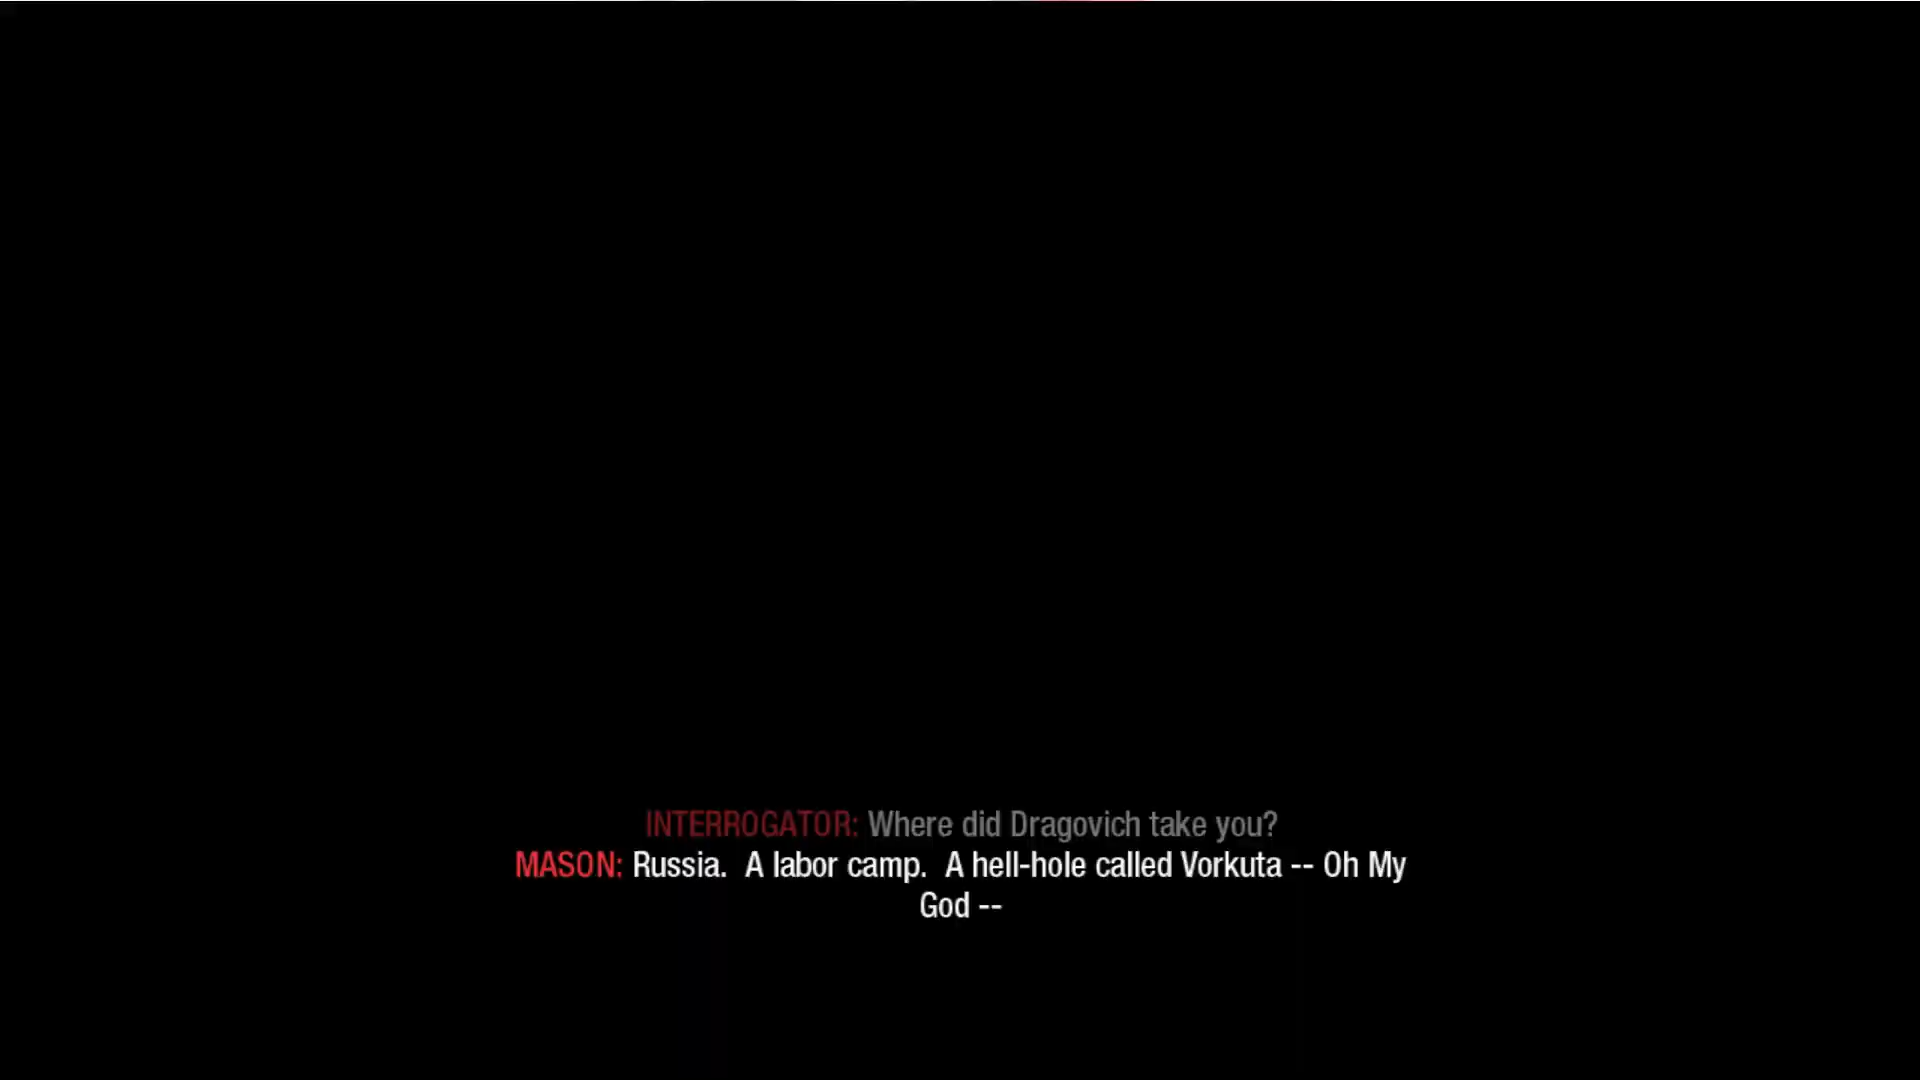 INTERROGATOR: Where did Dragovich take you?
MASON: Russia.  A labor camp.  A hell-hole called Vorkuta -- Oh My
God --